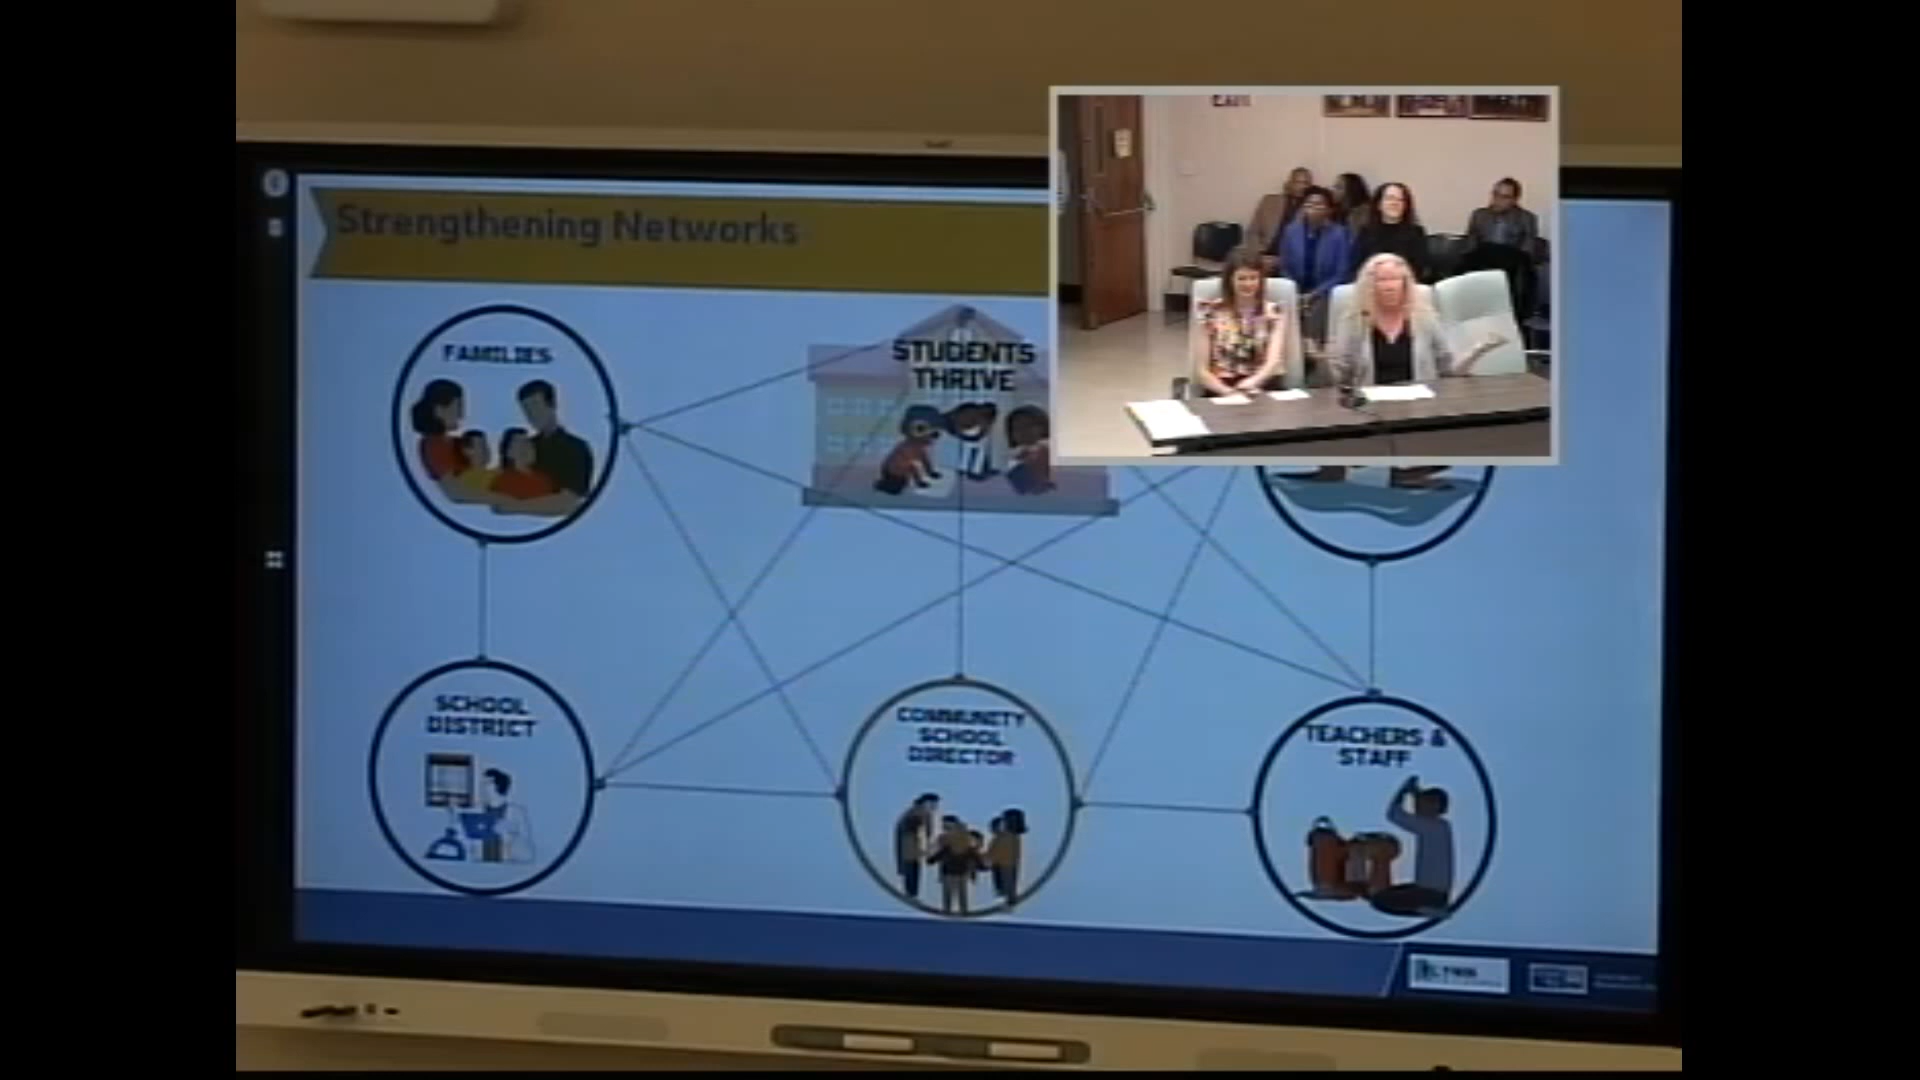 Strengthening Networks
EXIT
FAMILIES
STUDENTS
THRIVE
SCHOOL
DISTRICT
COMMUNITY
SCHOOL
DIRECTOR
TEACHERS &
STAFF